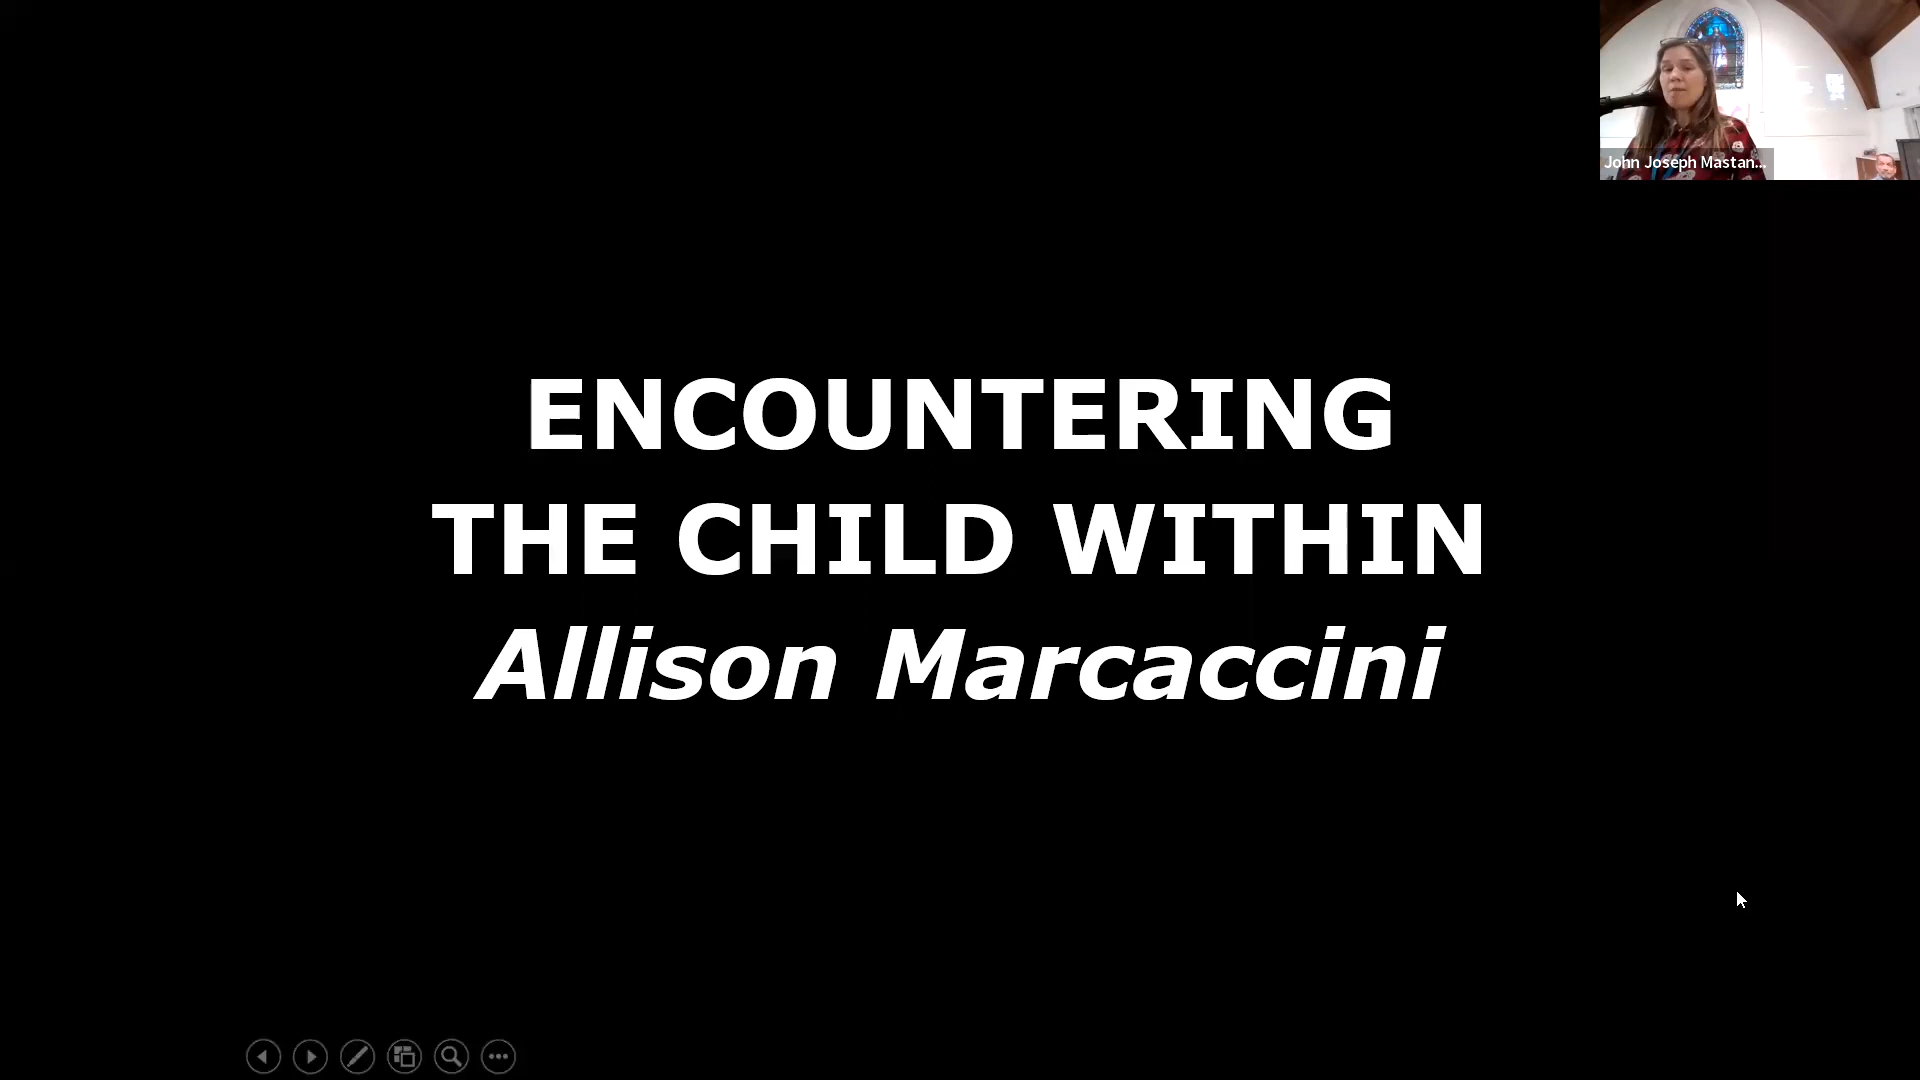 John Joseph Mastan...
ENCOUNTERING
THE CHILD WITHIN
Allison Marcaccini